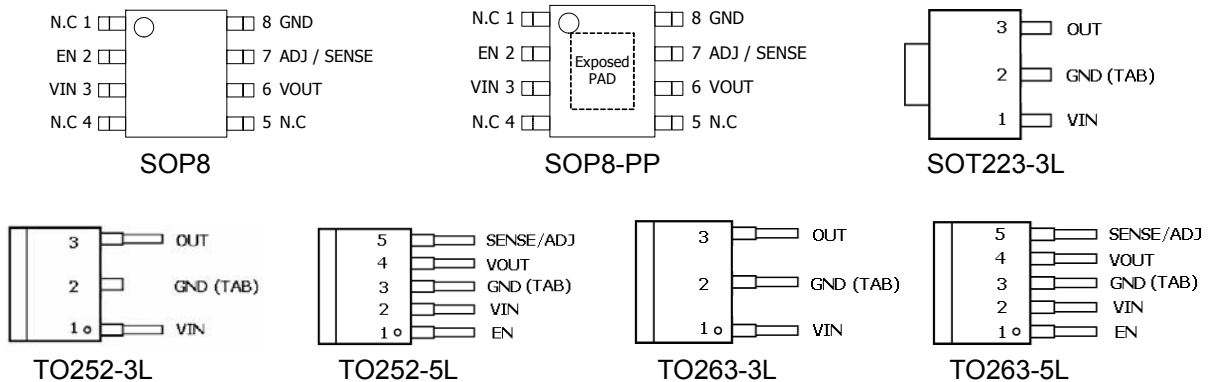 N.C 1
EN 2
VIN 3
N.C 4
8 GND
7 ADJ / SENSE
6 VOUT
5 N.C
SOP8
N.C 1
EN 2
VIN 3
N.C 4
Exposed
PAD
8 GND
7 ADJ / SENSE
6 VOUT
5 N.C
SOP8-PP
3 OUT
2 GND (TAB)
1 VIN
SOT223-3L
3 OUT
2 GND (TAB)
1 VIN
TO252-3L
5 SENSE/ADJ
4 VOUT
3 GND (TAB)
2 VIN
1 EN
TO252-5L
3 OUT
2 GND (TAB)
1 VIN
TO263-3L
5 SENSE/ADJ
4 VOUT
3 GND (TAB)
2 VIN
1 EN
TO263-5L